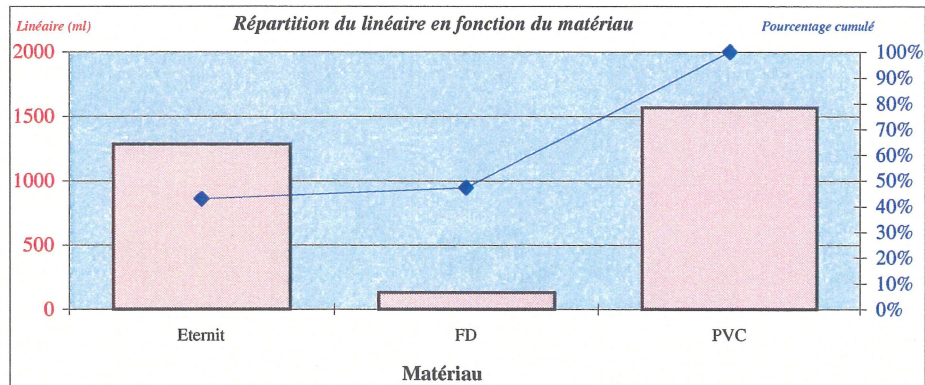 Linéaire (ml)
Répartition du linéaire en fonction du matériau
Pourcentage cumulé
2000
1500
1000
500
0
100%
90%
80%
70%
60%
50%
40%
30%
20%
10%
0%
Eternit
FD
PVC
Matériau